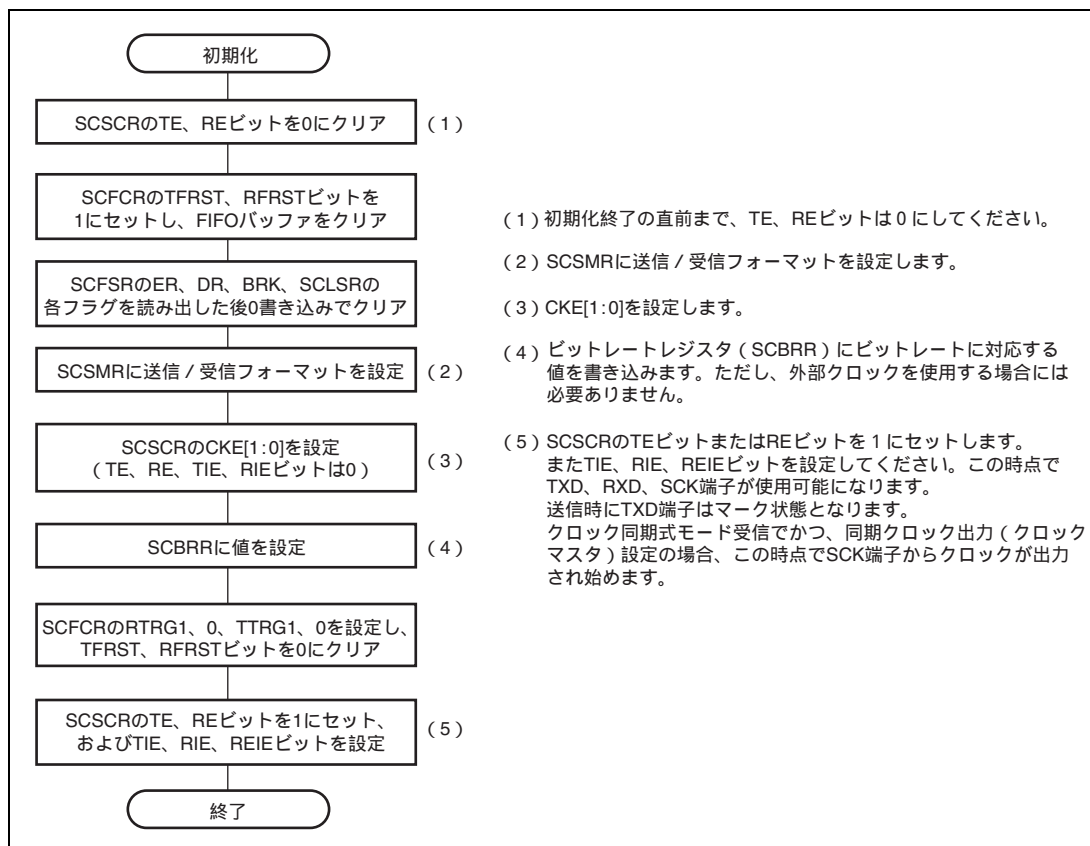 初期化
SCSCRのTE、REビットを0にクリア
(1)
SCFCRのTFRST、RFRSTビットを
1にセットし、FIFOバッファをクリア
SCFSRのER、DR、BRK、SCLSRの
各フラグを読み出した後0書き込みでクリア
SCSMRに送信/受信フォーマットを設定
(2)
SCSCRのCKE[1:0]を設定
(TE、RE、TIE、RIEビットは0)
(3)
SCBRRに値を設定
(4)
SCFCRのRTRG1、0、TTRG1、0を設定し、
TFRST、RFRSTビットを0にクリア
SCSCRのTE、REビットを1にセット、
およびTIE、RIE、REIEビットを設定
(5)
終了
(1)初期化終了の直前まで、TE、REビットは0にしてください。
(2)SCSMRに送信/受信フォーマットを設定します。
(3)CKE[1:0]を設定します。
(4)ビットレートレジスタ(SCBRR)にビットレートに対応する
値を書き込みます。ただし、外部クロックを使用する場合には
必要ありません。
(5)SCSCRのTEビットまたはREビットを1にセットします。
またTIE、RIE、REIEビットを設定してください。この時点で
TXD、RXD、SCK端子が使用可能になります。
送信時にTXD端子はマーク状態となります。
クロック同期式モード受信でかつ、同期クロック出力(クロック
マスタ)設定の場合、この時点でSCK端子からクロックが出力
され始めます。